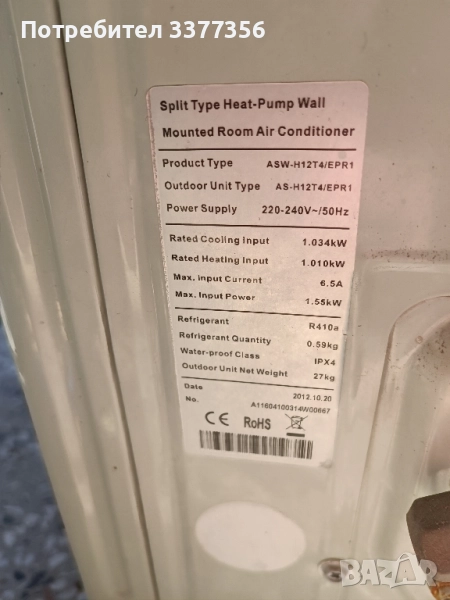 Потребител 3377356
Split Type Heat-Pump Wall
Mounted Room Air Conditioner
Product Type ASW-H12T4/EPR1
Outdoor Unit Type AS-H12T4/EPR1
Power Supply 220-240V~/50Hz
Rated Cooling Input 1.034kW
Rated Heating Input 1.010kW
Max. Input Current 6.5A
Max. Input Power 1.55kW
Refrigerant R410a
Refrigerant Quantity 0.59kg
Water-proof Class IPX4
Outdoor Unit Net Weight 27kg
Date 2012.10.20
No. A11604100314W00667
CE RoHS
BAZAR